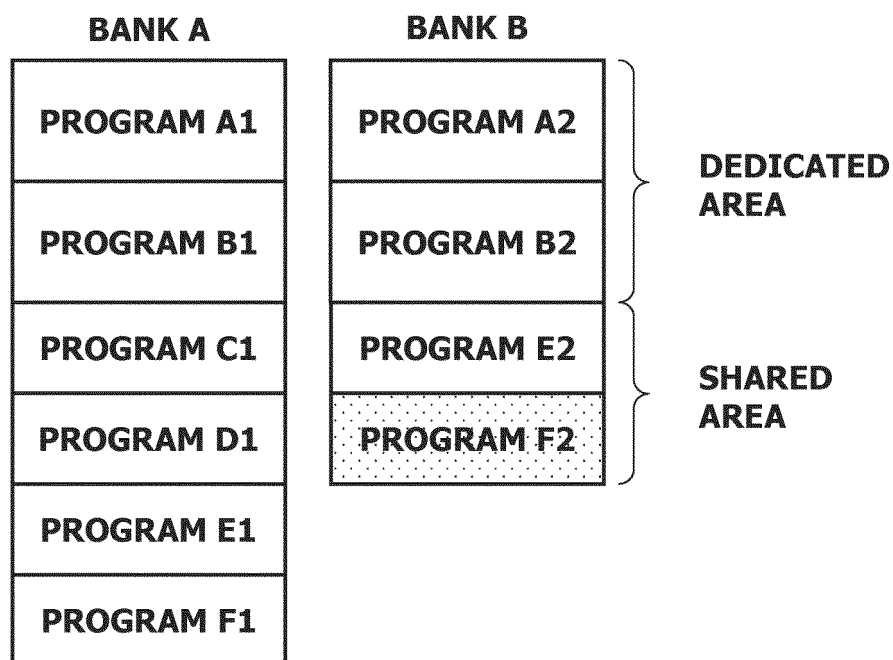 BANK A
PROGRAM A1
PROGRAM B1
PROGRAM C1
PROGRAM D1
PROGRAM E1
PROGRAM F1
BANK B
PROGRAM A2
PROGRAM B2
PROGRAM E2
PROGRAM F2
DEDICATED
AREA
SHARED
AREA